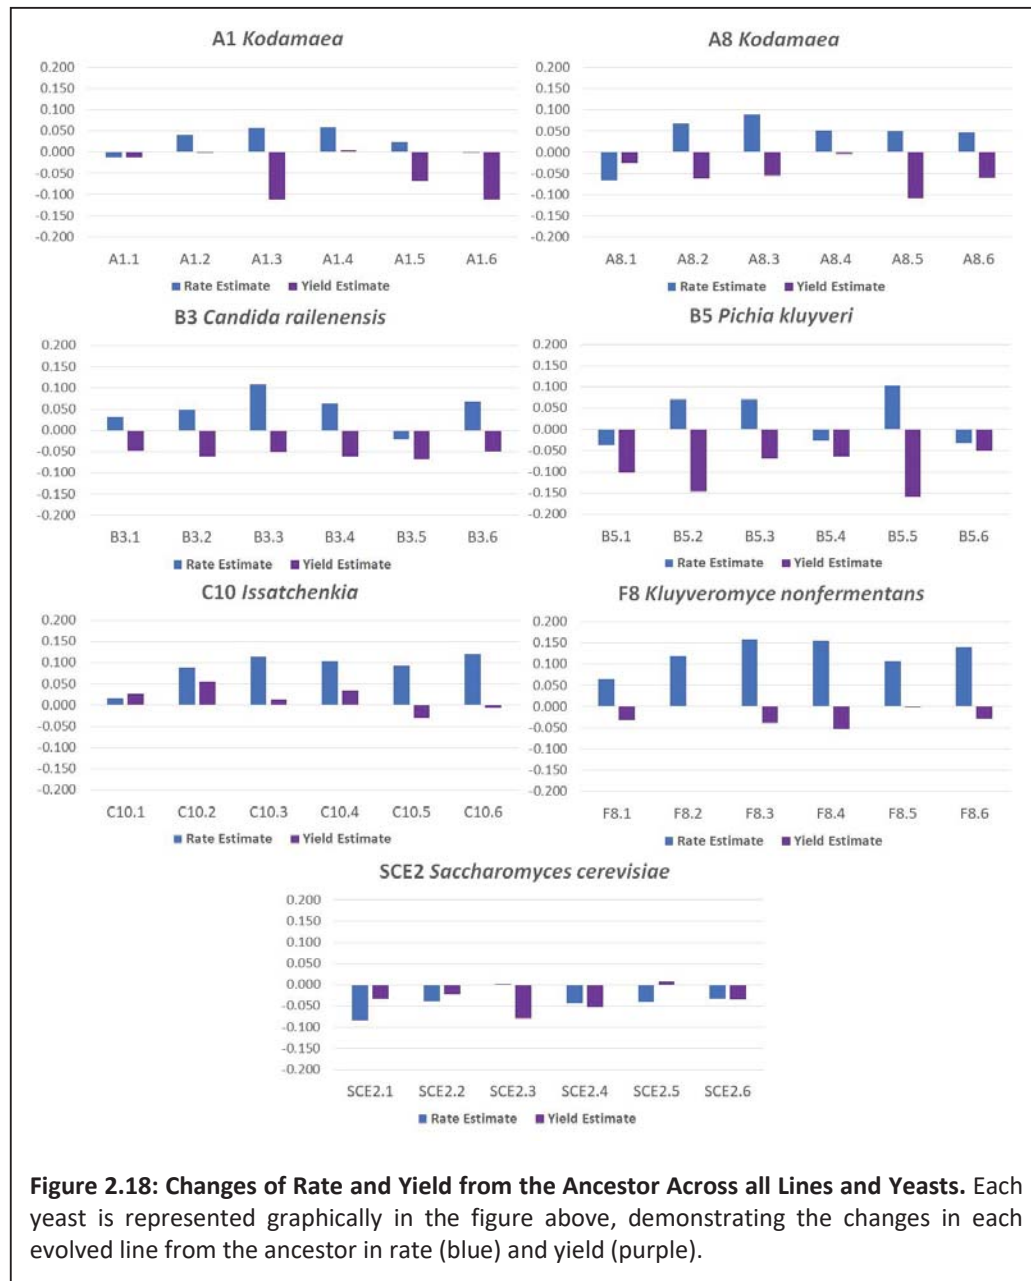 A1 Kodamaea
0.200
0.150
0.100
0.050
0.000
-0.050
-0.100
-0.150
-0.200
A1.1 A1.2 A1.3 A1.4 A1.5 A1.6
Rate Estimate Yield Estimate
A8 Kodamaea
0.200
0.150
0.100
0.050
0.000
-0.050
-0.100
-0.150
-0.200
A8.1 A8.2 A8.3 A8.4 A8.5 A8.6
Rate Estimate Yield Estimate
B3 Candida railenensis
0.200
0.150
0.100
0.050
0.000
-0.050
-0.100
-0.150
-0.200
B3.1 B3.2 B3.3 B3.4 B3.5 B3.6
Rate Estimate Yield Estimate
B5 Pichia kluyveri
0.200
0.150
0.100
0.050
0.000
-0.050
-0.100
-0.150
-0.200
B5.1 B5.2 B5.3 B5.4 B5.5 B5.6
Rate Estimate Yield Estimate
C10 Issatchenkia
0.200
0.150
0.100
0.050
0.000
-0.050
-0.100
-0.150
-0.200
C10.1 C10.2 C10.3 C10.4 C10.5 C10.6
Rate Estimate Yield Estimate
F8 Kluyveromyce nonfermentans
0.200
0.150
0.100
0.050
0.000
-0.050
-0.100
-0.150
-0.200
F8.1 F8.2 F8.3 F8.4 F8.5 F8.6
Rate Estimate Yield Estimate
SCE2 Saccharomyces cerevisiae
0.200
0.150
0.100
0.050
0.000
-0.050
-0.100
-0.150
-0.200
SCE2.1 SCE2.2 SCE2.3 SCE2.4 SCE2.5 SCE2.6
Rate Estimate Yield Estimate
Figure 2.18: Changes of Rate and Yield from the Ancestor Across all Lines and Yeasts. Each
yeast is represented graphically in the figure above, demonstrating the changes in each
evolved line from the ancestor in rate (blue) and yield (purple).